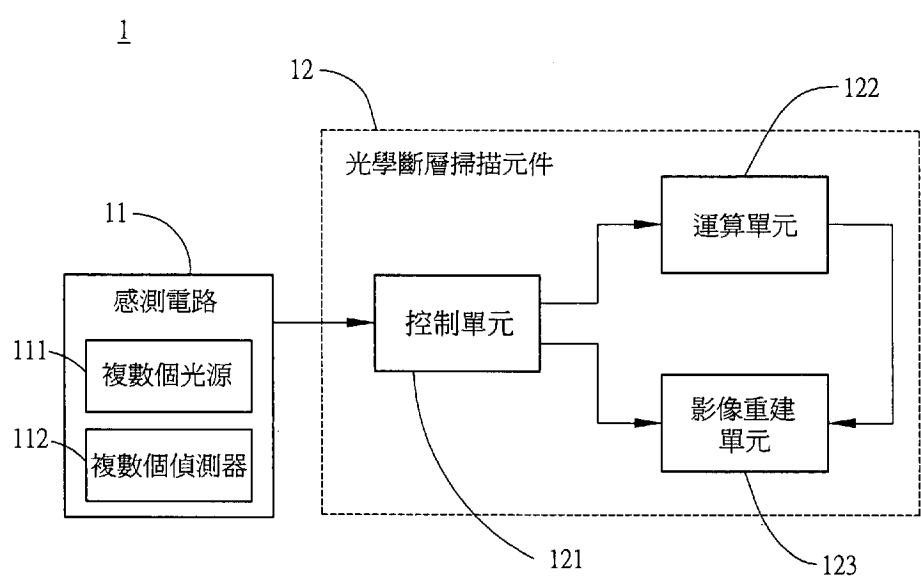 1
12
122
光學斷層掃描元件
11
運算單元
感測電路
控制單元
111
複數個光源
影像重建
單元
112
複數個偵測器
121
123